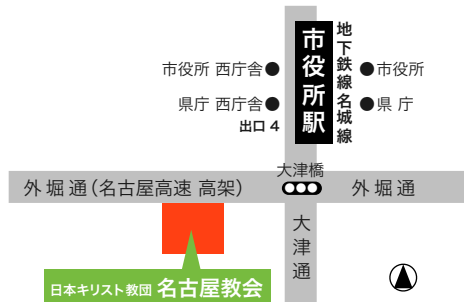 市役所駅
地下鉄線名城線
市役所 西庁舎●
●市役所
県庁 西庁舎●
●県 庁
出口 4
大津橋
外堀通(名古屋高速 高架)
外 堀 通
大津通
日本キリスト教団 名古屋教会